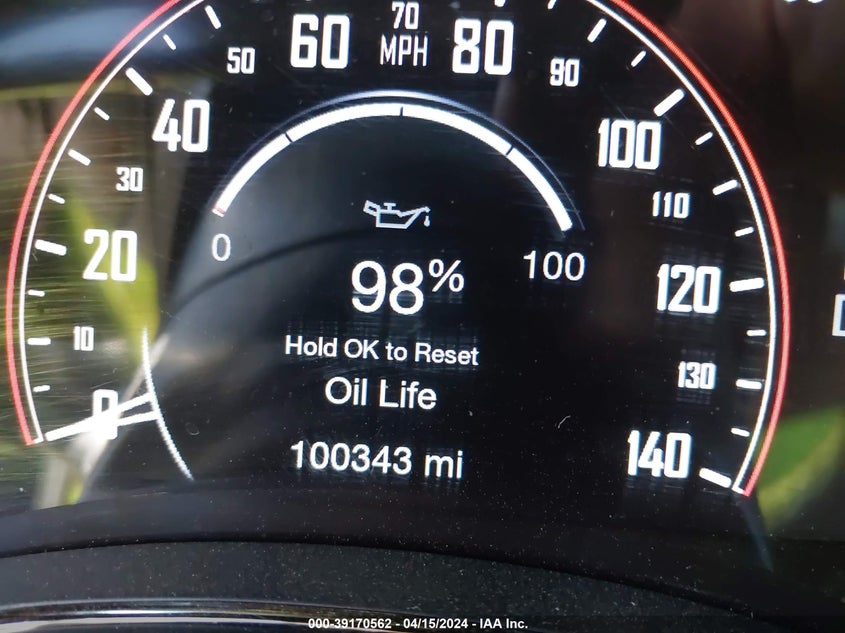 70
60 MPH 80
50 90
40 100
30 110
0 100
20 98% 120
Hold OK to Reset
10 Oil Life 130
0
100343 mi 140
000-39170562 - 04/15/2024 - IAA Inc.